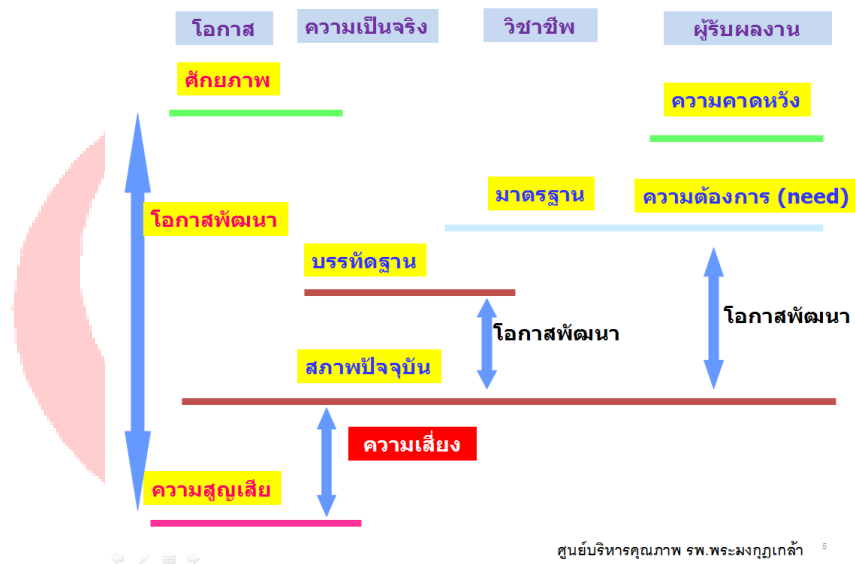 โอกาส
ความเป็นจริง
วิชาชีพ
ผู้รับผลงาน
ศักยภาพ
ความคาดหวัง
มาตรฐาน
ความต้องการ (need)
โอกาสพัฒนา
บรรทัดฐาน
โอกาสพัฒนา
โอกาสพัฒนา
สภาพปัจจุบัน
ความเสี่ยง
ความสูญเสีย
ศูนย์บริหารคุณภาพ รพ.พระมงกุฎเกล้า
5